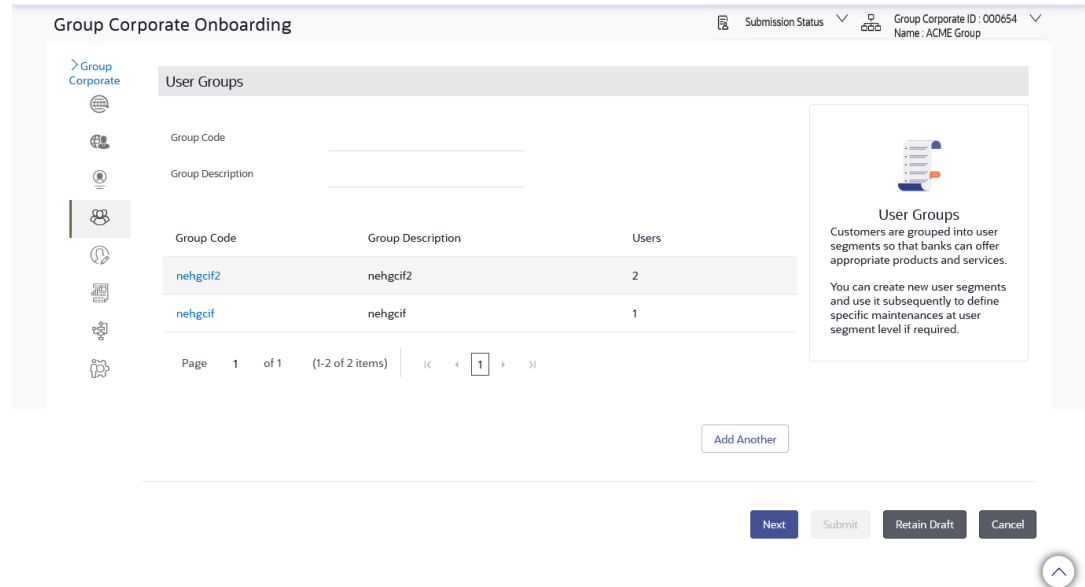 Group Corporate Onboarding
Submission Status
Group Corporate ID : 000654
Name : ACME Group
Group
Corporate
User Groups
Group Code
Group Description
Group Code Group Description Users
nehgcif2 nehgcif2 2
nehgcif nehgcif 1
Page 1 of 1 (1-2 of 2 items) 1
User Groups
Customers are grouped into user
segments so that banks can offer
appropriate products and services.
You can create new user segments
and use it subsequently to define
specific maintenances at user
segment level if required.
Add Another
Next Submit Retain Draft Cancel